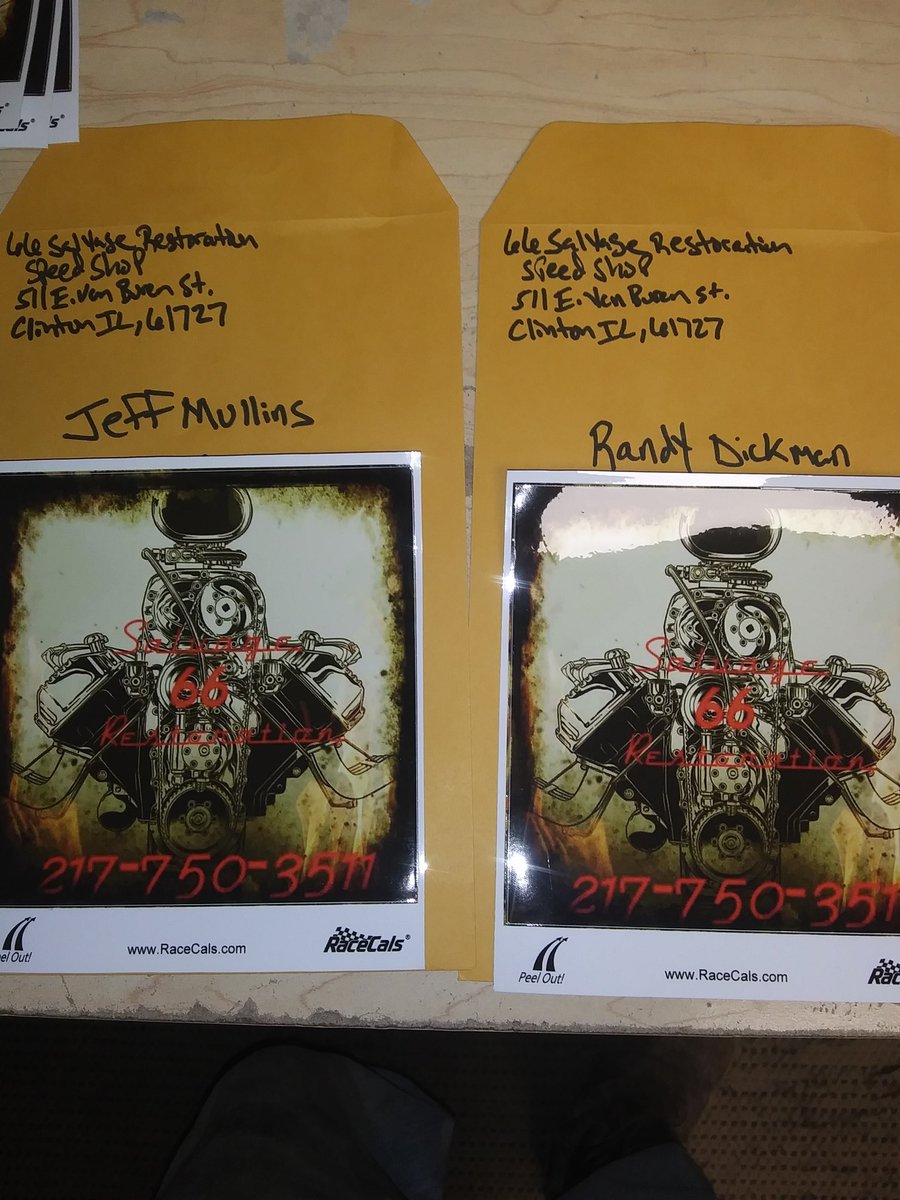 66 Salvage Restoration
Speed Shop
511 E. Van Buren St.
Clinton IL, 61727
Jeff Mullins
Salvage
66
Restoration
217-750-3511
eel Out!
www.RaceCals.com
RaceCals®
66 Salvage Restoration
Speed Shop
511 E. Van Buren St.
Clinton IL, 61727
Randy Dickman
Salvage
66
Restoration
217-750-3511
Peel Out!
www.RaceCals.com
Rac